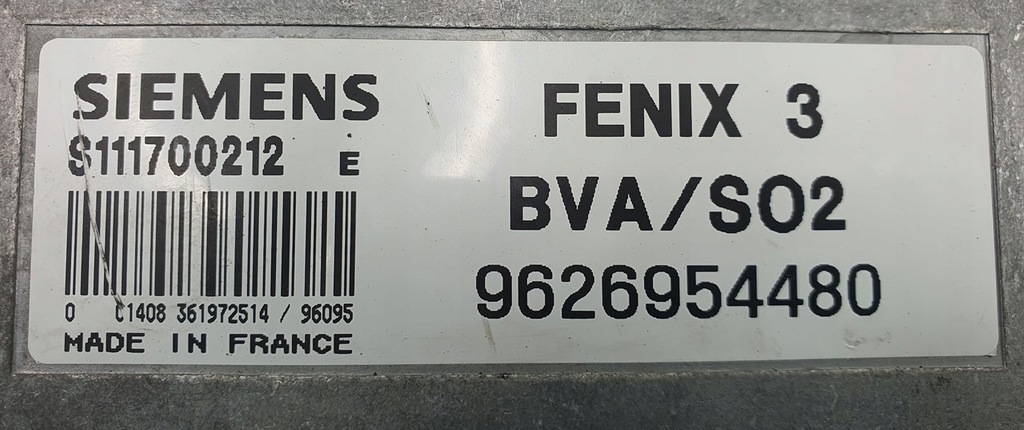 SIEMENS
S111700212 E
0 C1408 361972514 / 96095
MADE IN FRANCE
FENIX 3
BVA/SO2
9626954480